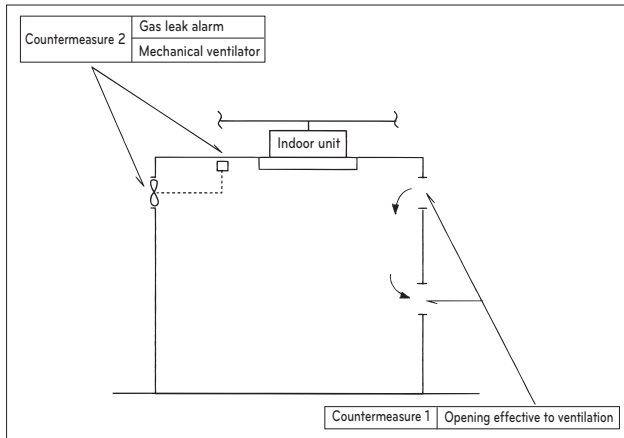 Countermeasure 2
Gas leak alarm
Mechanical ventilator
Indoor unit
Countermeasure 1
Opening effective to ventilation